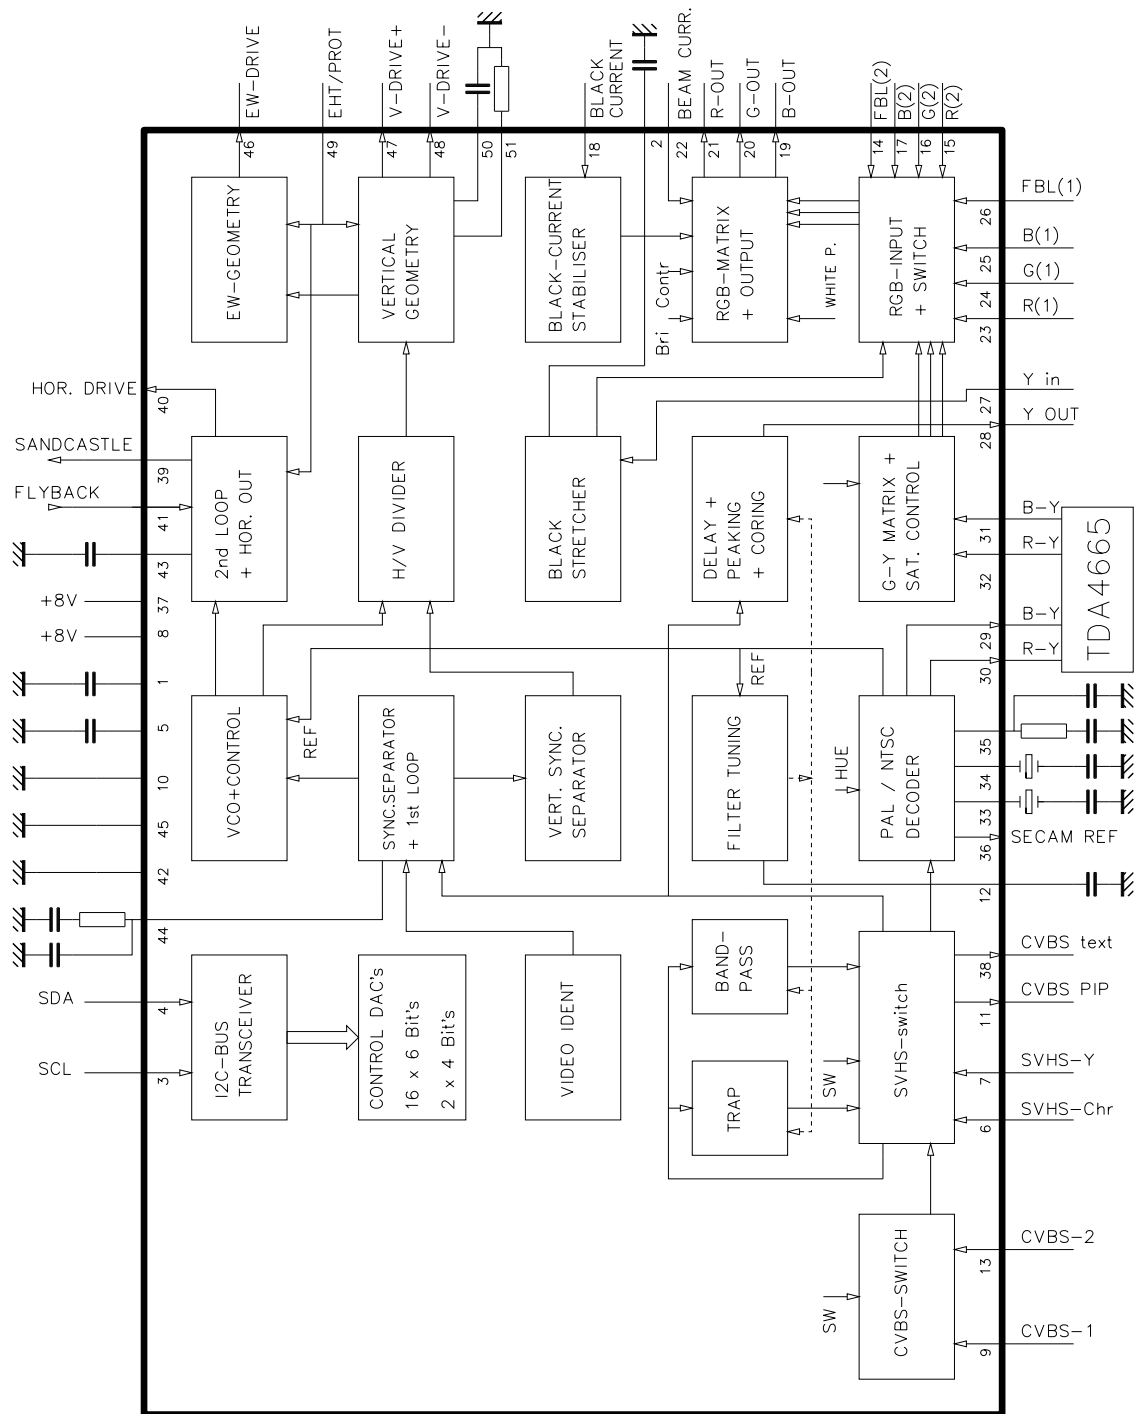 EW-DRIVE
EHT/PROT
V-DRIVE+
V-DRIVE-
BLACK
CURRENT
BEAM CURR.
R-OUT
G-OUT
B-OUT
FBL(2)
B(2)
G(2)
R(2)
46
49
47
48
50
51
18
2
22
21
20
19
14
17
16
15
EW-GEOMETRY
VERTICAL
GEOMETRY
BLACK-CURRENT
STABILISER
RGB-MATRIX
+ OUTPUT
RGB-INPUT
+ SWITCH
Bri
Contr
WHITE P.
FBL(1)
26
B(1)
25
G(1)
24
R(1)
23
HOR. DRIVE
40
SANDCASTLE
39
FLYBACK
41
43
+8V
37
+8V
8
2nd LOOP
+ HOR. OUT
H/V DIVIDER
BLACK
STRETCHER
DELAY +
PEAKING
+ CORING
G-Y MATRIX +
SAT. CONTROL
Y in
27
Y OUT
28
B-Y
31
R-Y
32
B-Y
29
R-Y
30
TDA4665
1
5
10
45
42
44
VCO+CONTROL
REF
SYNC.SEPARATOR
+ 1st LOOP
VERT. SYNC.
SEPARATOR
FILTER TUNING
REF
HUE
PAL / NTSC
DECODER
35
34
33
36
SECAM REF
12
SDA
4
SCL
3
I2C-BUS
TRANSCEIVER
CONTROL DAC's
16 x 6 Bit's
2 x 4 Bit's
VIDEO IDENT
BAND-
PASS
TRAP
SW
SVHS-switch
CVBS text
38
CVBS PIP
11
SVHS-Y
7
SVHS-Chr
6
SW
CVBS-SWITCH
CVBS-2
13
CVBS-1
9